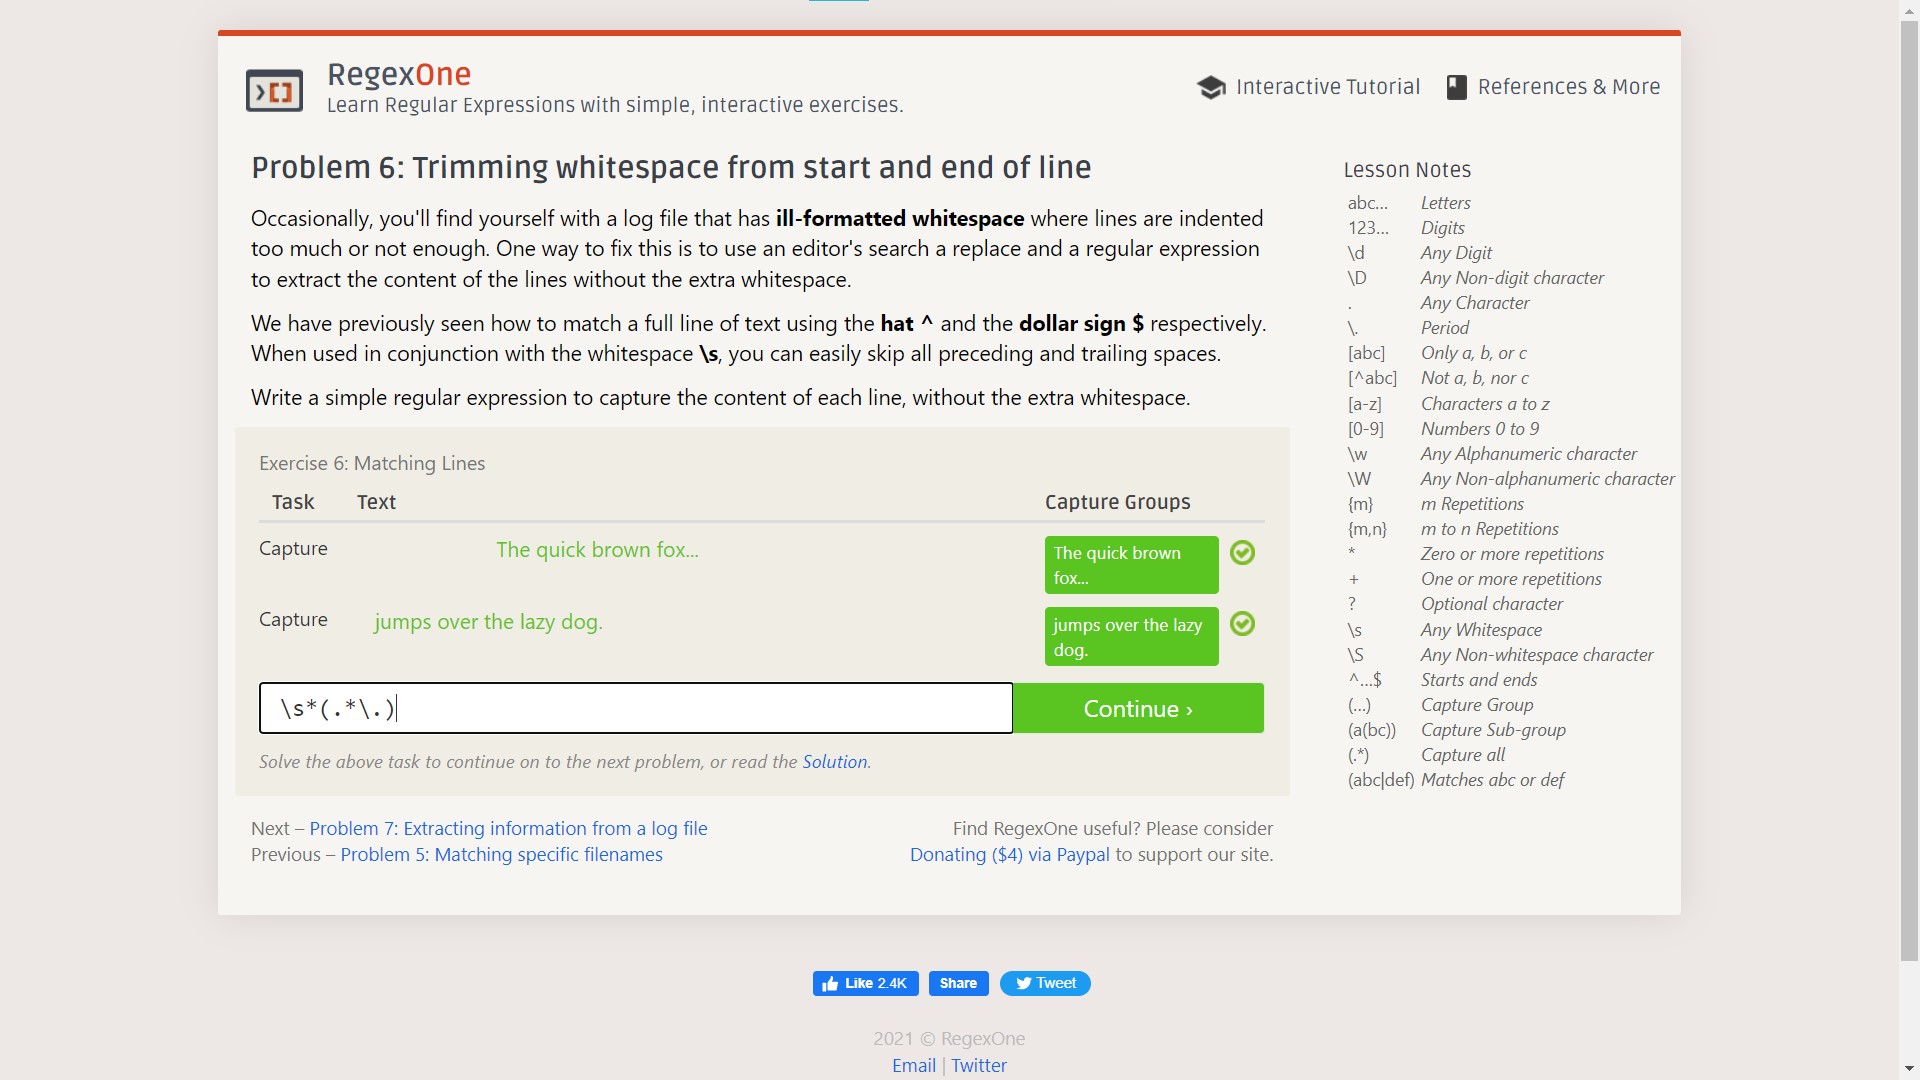 RegexOne
Learn Regular Expressions with simple, interactive exercises.
Interactive Tutorial
References & More
Problem 6: Trimming whitespace from start and end of line
Occasionally, you'll find yourself with a log file that has ill-formatted whitespace where lines are indented
too much or not enough. One way to fix this is to use an editor's search a replace and a regular expression
to extract the content of the lines without the extra whitespace.
We have previously seen how to match a full line of text using the hat ^ and the dollar sign $ respectively.
When used in conjunction with the whitespace \s, you can easily skip all preceding and trailing spaces.
Write a simple regular expression to capture the content of each line, without the extra whitespace.
Exercise 6: Matching Lines
Task Text Capture Groups
Capture The quick brown fox... The quick brown
fox...
Capture jumps over the lazy dog. jumps over the lazy
dog.
\s*(.*\.)
Continue ›
Solve the above task to continue on to the next problem, or read the Solution.
Next – Problem 7: Extracting information from a log file
Previous – Problem 5: Matching specific filenames
Find RegexOne useful? Please consider
Donating ($4) via Paypal to support our site.
Lesson Notes
abc... Letters
123... Digits
\d Any Digit
\D Any Non-digit character
. Any Character
\. Period
[abc] Only a, b, or c
[^abc] Not a, b, nor c
[a-z] Characters a to z
[0-9] Numbers 0 to 9
\w Any Alphanumeric character
\W Any Non-alphanumeric character
{m} m Repetitions
{m,n} m to n Repetitions
* Zero or more repetitions
+ One or more repetitions
? Optional character
\s Any Whitespace
\S Any Non-whitespace character
^...$ Starts and ends
(...) Capture Group
(a(bc)) Capture Sub-group
(.*) Capture all
(abc|def) Matches abc or def
Like 2.4K
Share
Tweet
2021 © RegexOne
Email | Twitter